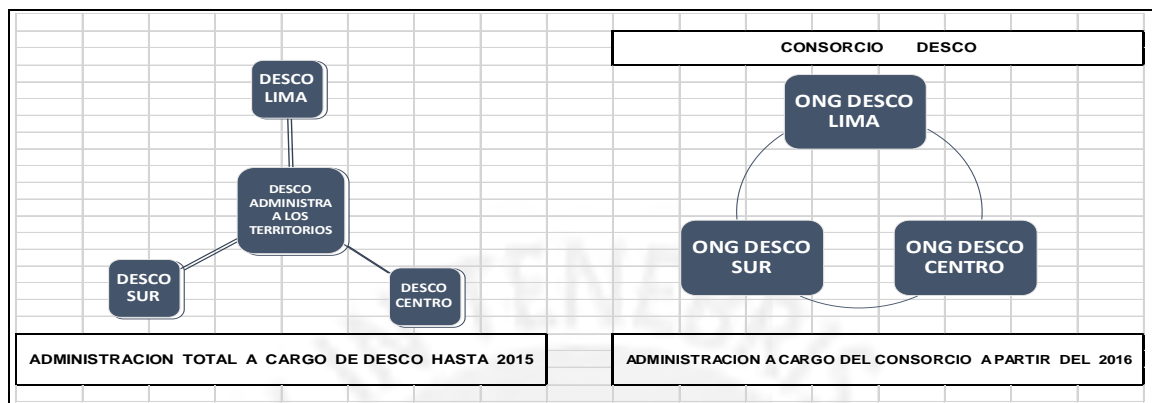 DESCO
LIMA
DESCO
ADMINISTRA
A LOS
TERRITORIOS
DESCO
SUR
DESCO
CENTRO
ADMINISTRACION TOTAL A CARGO DE DESCO HASTA 2015
CONSORCIO DESCO
ONG DESCO
LIMA
ONG DESCO
SUR
ONG DESCO
CENTRO
ADMINISTRACION A CARGO DEL CONSORCIO A PARTIR DEL 2016